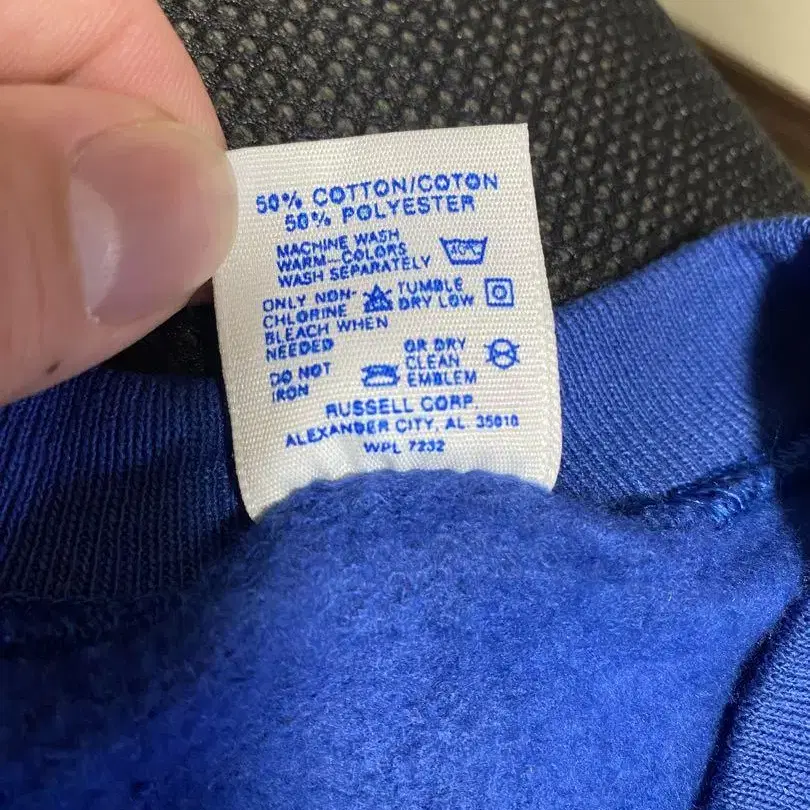 50% COTTON/COTON
50% POLYESTER
MACHINE WASH
WARM-COLORS
WASH SEPARATELY
ONLY NON-
CHLORINE
BLEACH WHEN
NEEDED
TUMBLE
DRY LOW
DO NOT
IRON
OR DRY
CLEAN
EMBLEM
RUSSELL CORP.
ALEXANDER CITY, AL 35010
WPL 7232